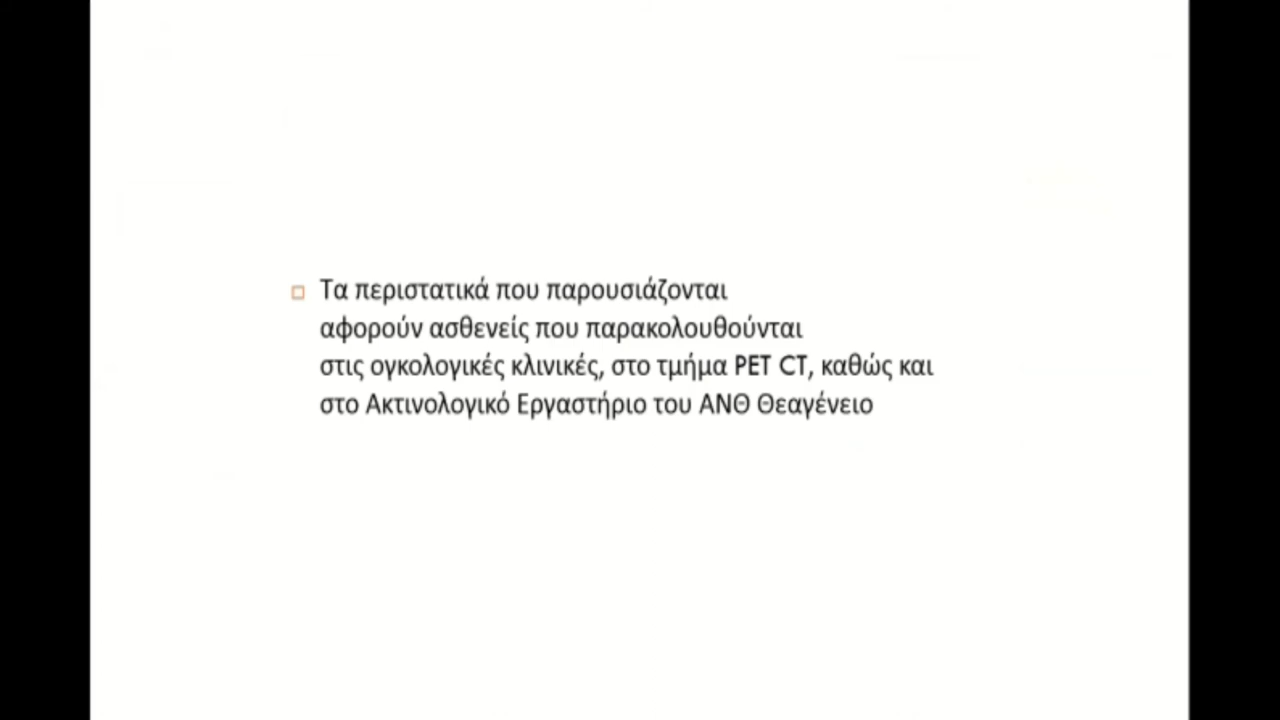 Τα περιστατικά που παρουσιάζονται
αφορούν ασθενείς που παρακολουθούνται
στις ογκολογικές κλινικές, στο τμήμα PET CT, καθώς και
στο Ακτινολογικό Εργαστήριο του ΑΝΘ Θεαγένειο